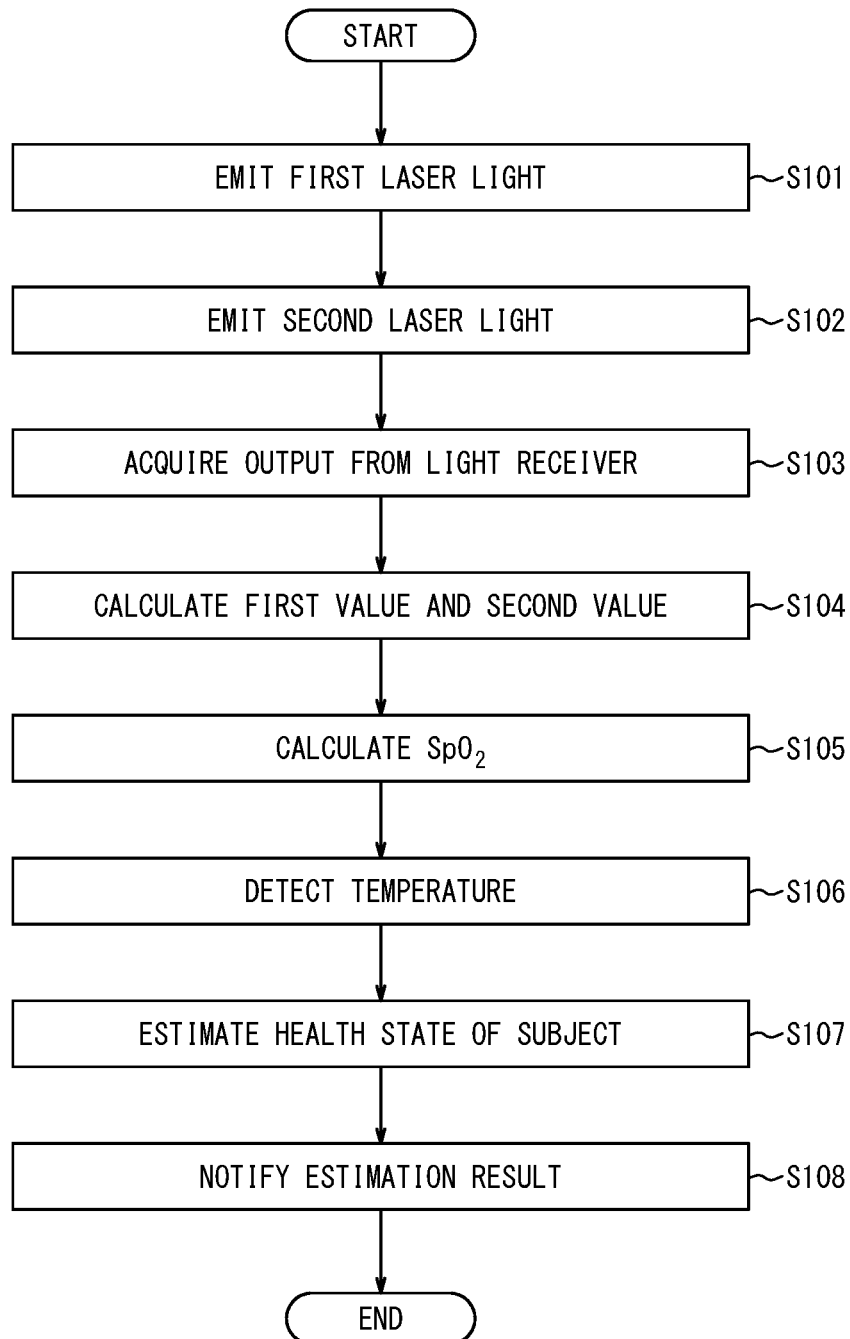 START
EMIT FIRST LASER LIGHT
S101
EMIT SECOND LASER LIGHT
S102
ACQUIRE OUTPUT FROM LIGHT RECEIVER
S103
CALCULATE FIRST VALUE AND SECOND VALUE
S104
CALCULATE SpO₂
S105
DETECT TEMPERATURE
S106
ESTIMATE HEALTH STATE OF SUBJECT
S107
NOTIFY ESTIMATION RESULT
S108
END